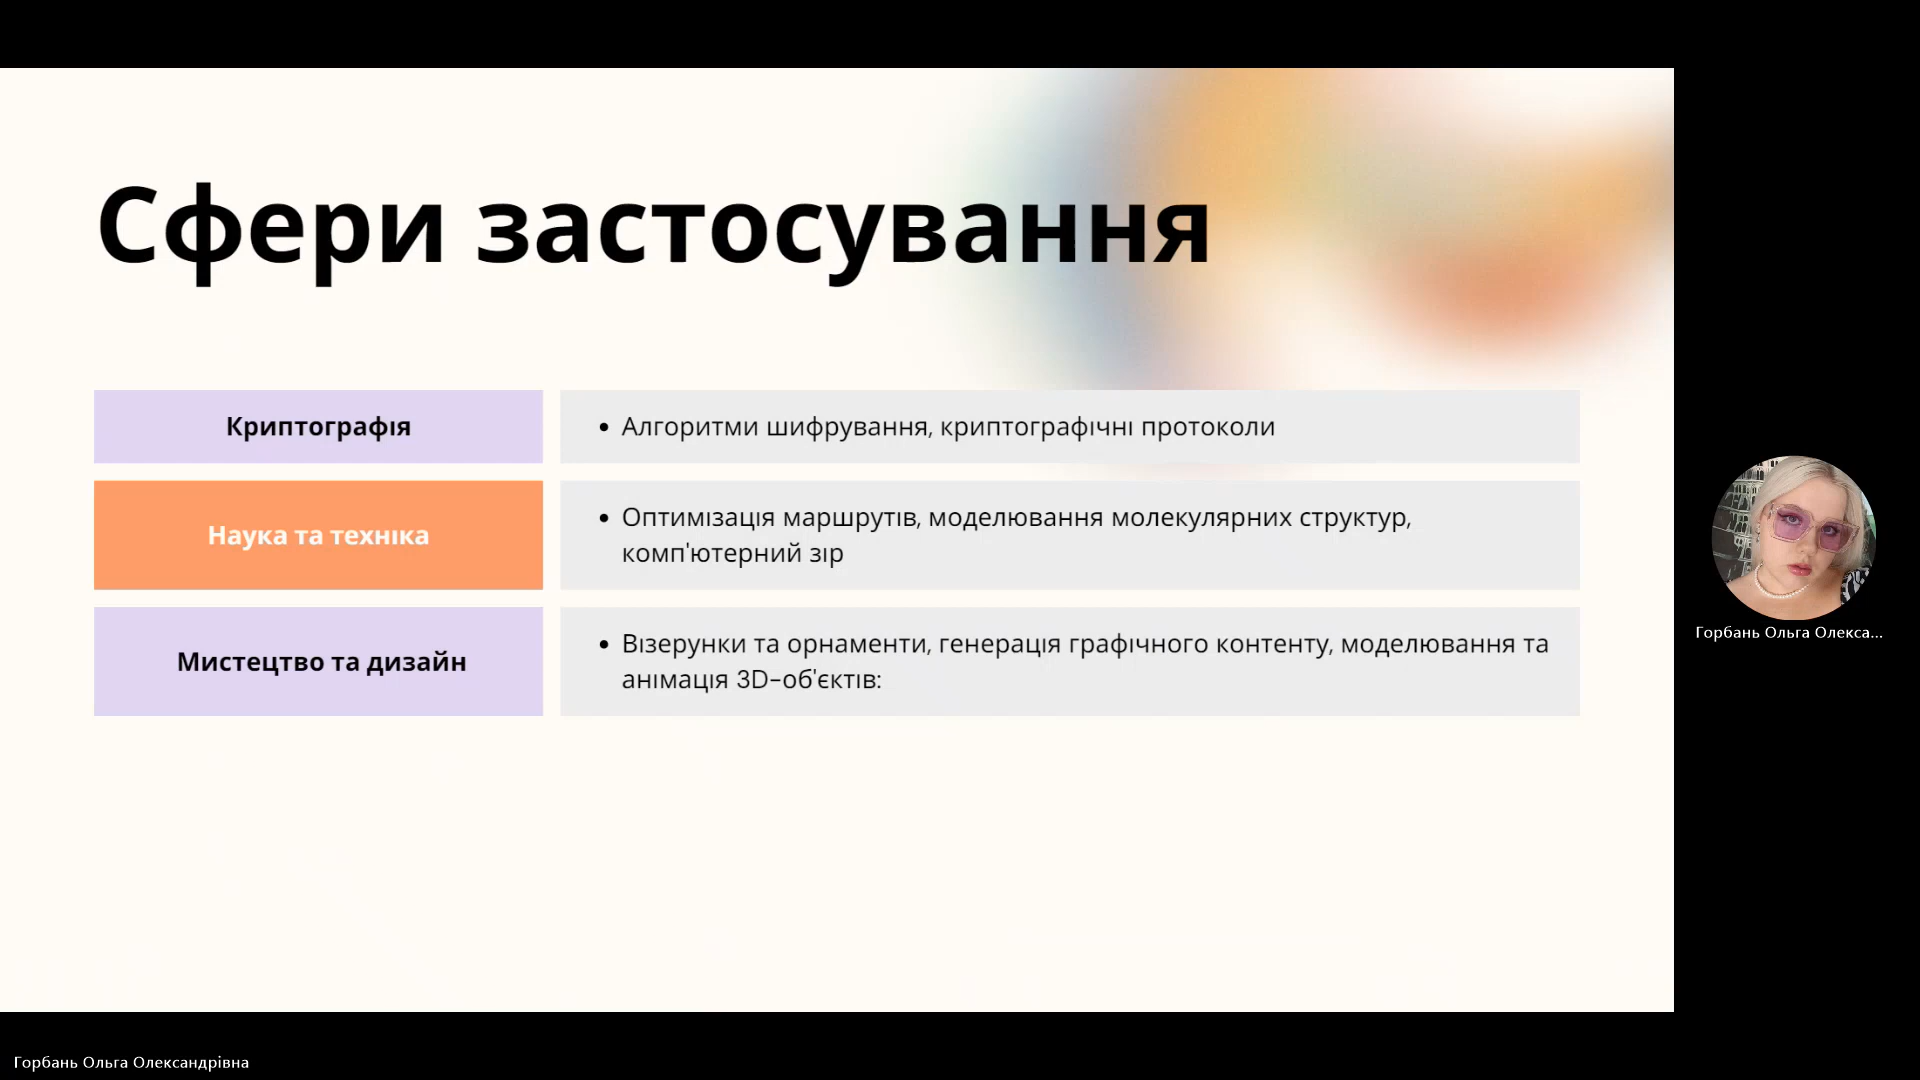 Сфери застосування
Криптографія
• Алгоритми шифрування, криптографічні протоколи
Наука та техніка
• Оптимізація маршрутів, моделювання молекулярних структур,
комп'ютерний зір
Мистецтво та дизайн
• Візерунки та орнаменти, генерація графічного контенту, моделювання та
анімація 3D-об'єктів:
Горбань Ольга Олекса...
Горбань Ольга Олександрівна